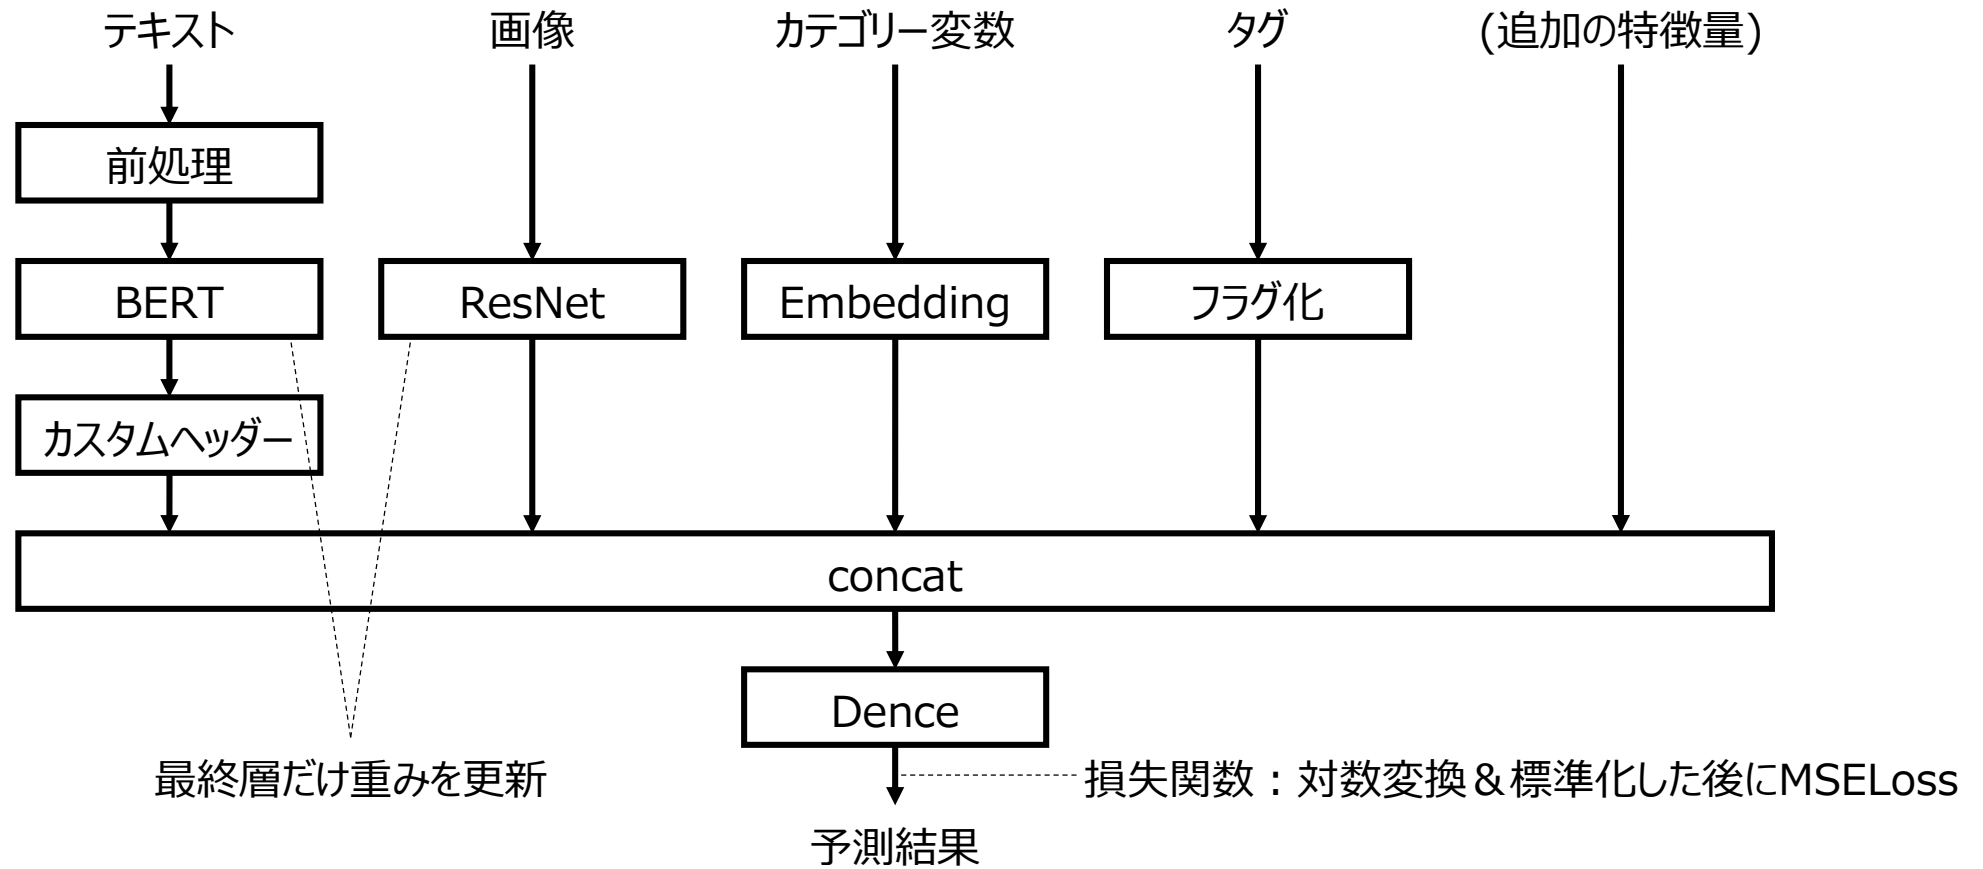 テキスト
画像
カテゴリー変数
タグ
(追加の特徴量)
前処理
BERT
ResNet
Embedding
フラグ化
カスタムヘッダー
concat
Dence
最終層だけ重みを更新
損失関数：対数変換＆標準化した後にMSELoss
予測結果